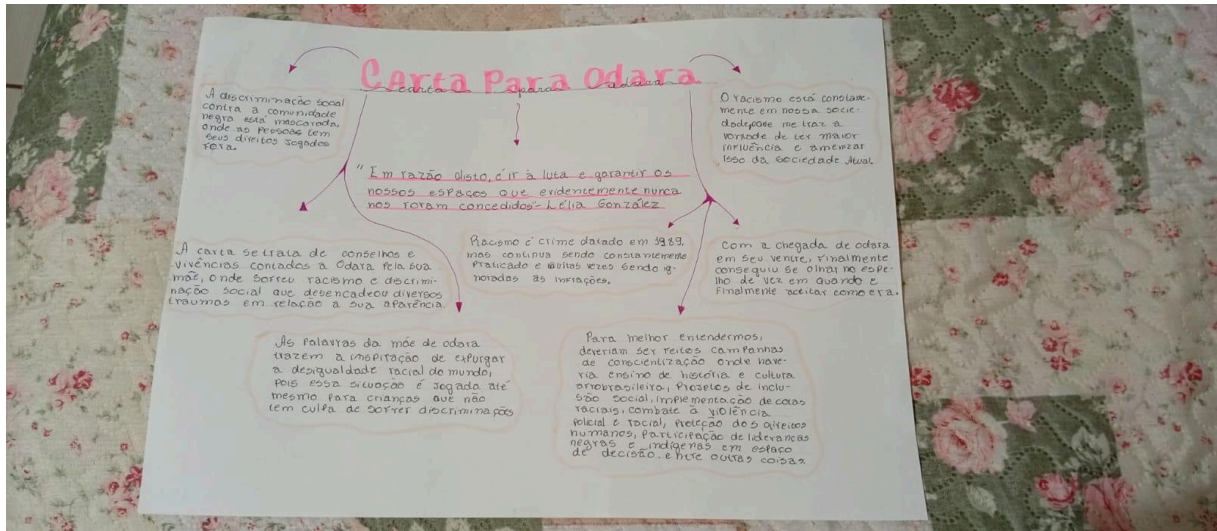 Carta Para Odara
carta para odara
A discriminação social
contra a comunidade
negra está mascarada,
onde as pessoas tem
seus direitos jogados
fora.
O racismo está constante-
mente em nossa socie-
me traz a
vontade de ter maior
influência e amenizar
isso da sociedade Atual
"Em razão disto, é ir à luta e garantir os
nossos espaços que evidentemente nunca
nos foram concedidos"- Lélia González
A carta se trata de conselhos e
vivências contados a Odara pela sua
mãe, onde sofreu racismo e discrimi-
nação social que desencadeou diversos
traumas em relação a sua aparência.
Racismo é crime datado em 1989,
mas continua sendo constantemente
praticado e muitas vezes sendo ig-
noradas as infrações.
Com a chegada de odara
em seu ventre, finalmente
conseguiu se olhar no espe-
lho de vez em quando e
finalmente aceitar como era.
As palavras da mãe de odara
trazem a inspiração de expurgar
a desigualdade racial do mundo,
pois essa situação é jogada até
mesmo para crianças que não
tem culpa de sofrer discriminações
Para melhor entendermos,
deveriam ser feitos campanhas
de conscientização onde have-
ria ensino de história e cultura
afrobrasileira, Projetos de inclu-
são social, implementação de cotas
raciais, combate à violência
policial e racial, proteção dos direitos
humanos, participação de lideranças
negras e indígenas em espaço
de decisão. entre outras coisas.